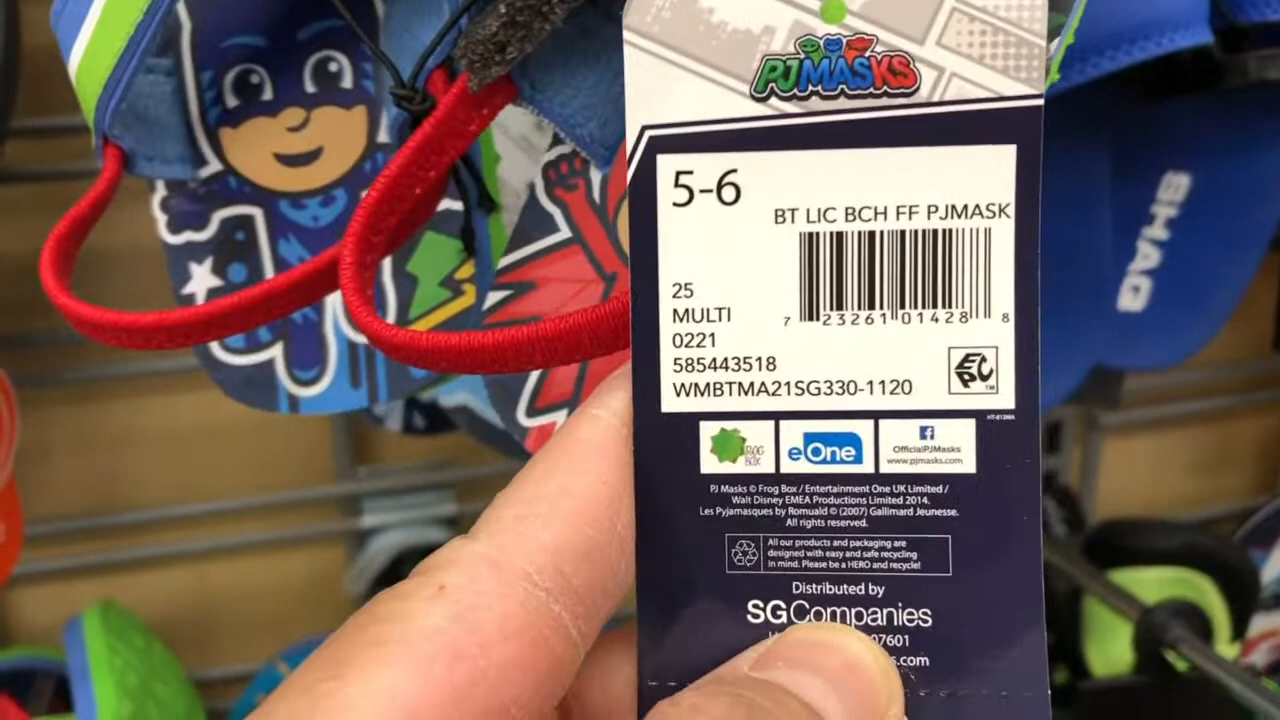 PJMASKS
5-6
BT LIC BCH FF PJMASK
25
MULTI
0221
585443518
WMBTMA21SG330-1120
7 23261 01428 8
EPC TM
FROG BOX
eOne
OfficialPJMasks
www.pjmasks.com
PJ Masks © Frog Box / Entertainment One UK Limited /
Walt Disney EMEA Productions Limited 2014.
Les Pyjamasques by Romuald © (2007) Gallimard Jeunesse.
All rights reserved.
All our products and packaging are
designed with easy and safe recycling
in mind. Please be a HERO and recycle!
Distributed by
SGCompanies
07601
s.com
SHAQ